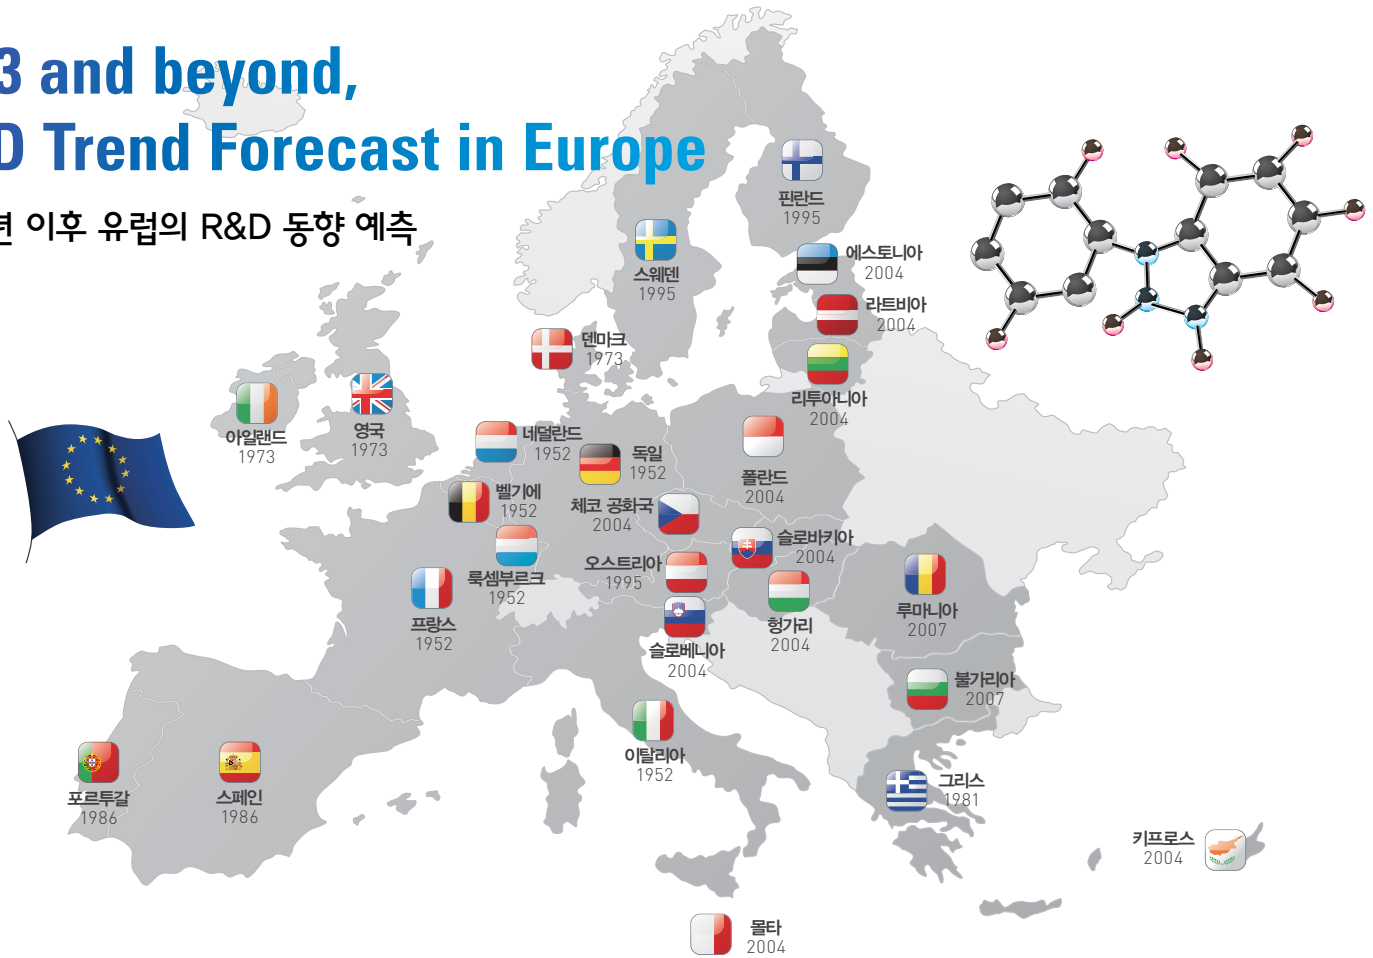 3 and beyond,
D Trend Forecast in Europe
년 이후 유럽의 R&D 동향 예측
핀란드
1995
스웨덴
1995
에스토니아
2004
라트비아
2004
덴마크
1973
리투아니아
2004
아일랜드
1973
영국
1973
네덜란드
1952
독일
1952
폴란드
2004
벨기에
1952
체코 공화국
2004
슬로바키아
2004
룩셈부르크
1952
오스트리아
1995
프랑스
1952
헝가리
2004
루마니아
2007
슬로베니아
2004
불가리아
2007
이탈리아
1952
포르투갈
1986
스페인
1986
그리스
1981
키프로스
2004
몰타
2004